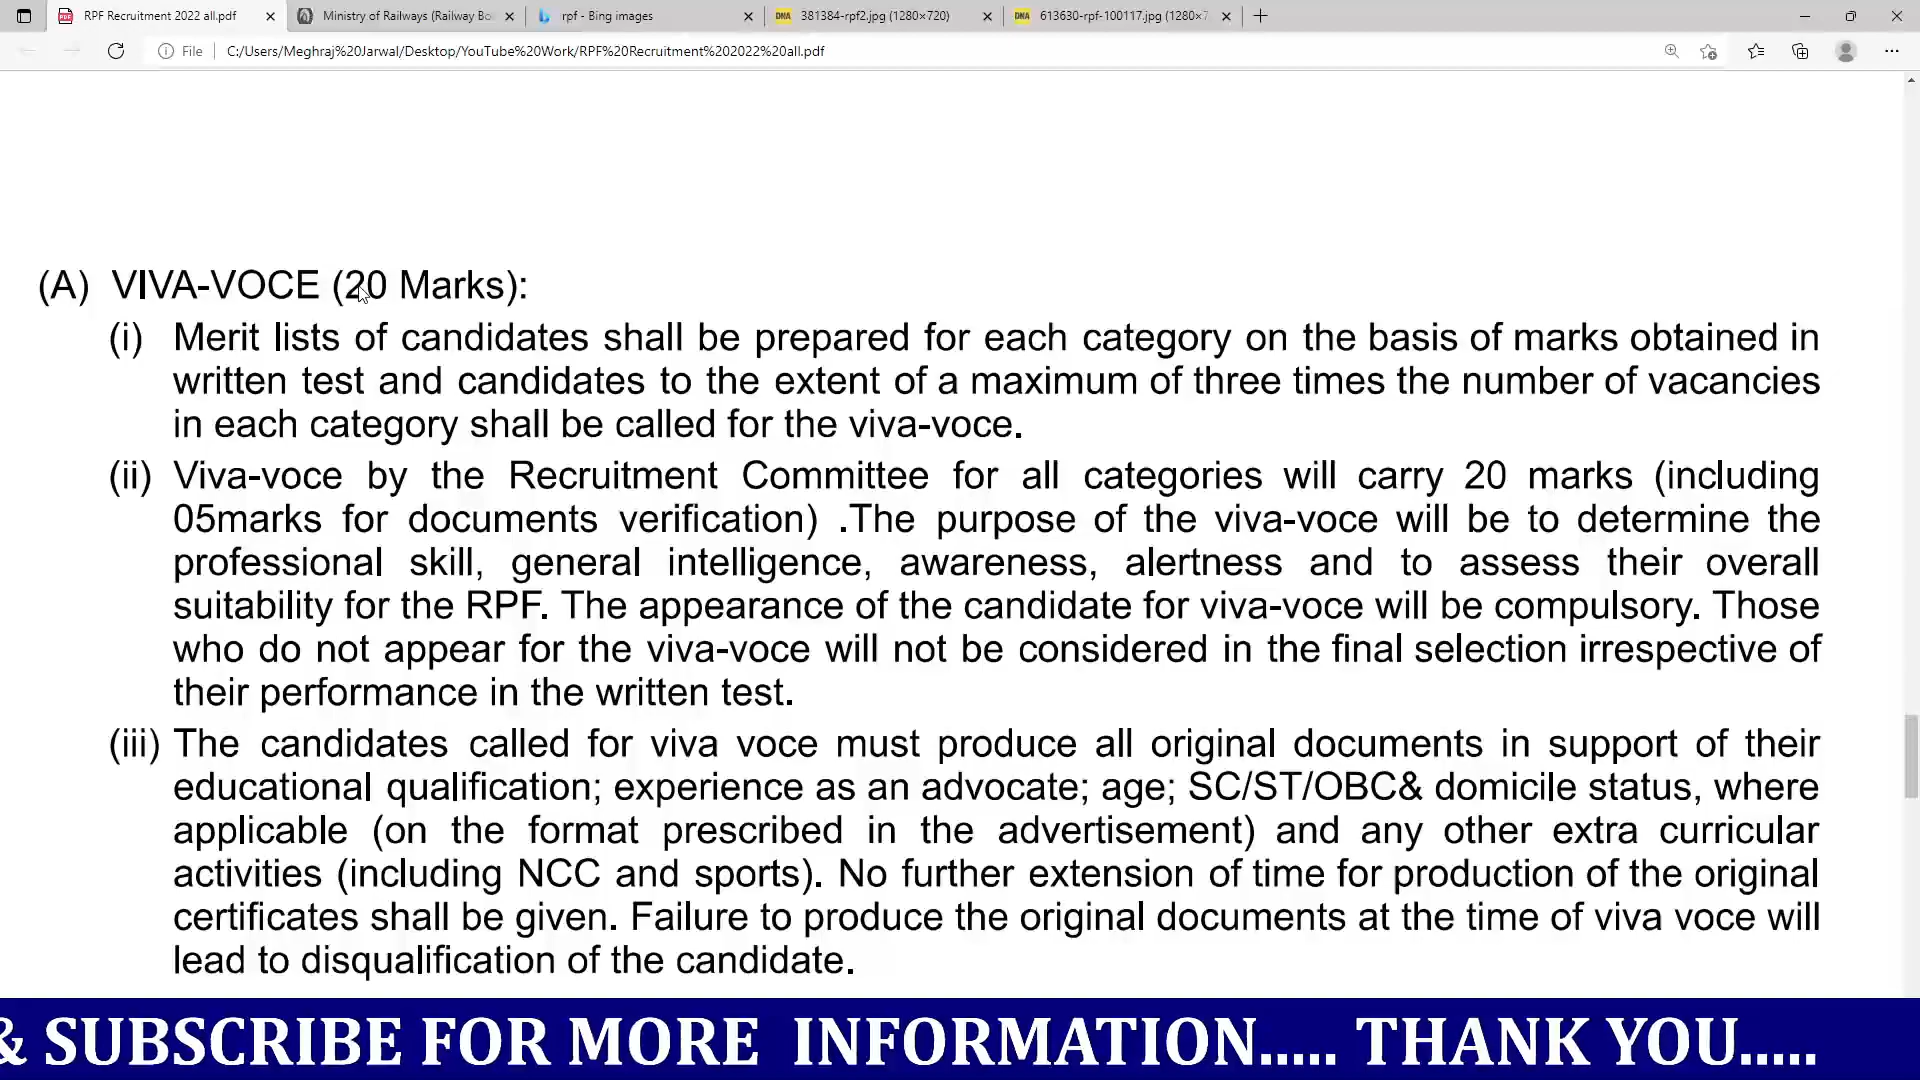 RPF Recruitment 2022 all.pdf
Ministry of Railways (Railway Bo
rpf - Bing images
DNA 381384-rpf2.jpg (1280×720)
DNA 613630-rpf-100117.jpg (1280×7
File C:/Users/Meghraj%20Jarwal/Desktop/YouTube%20Work/RPF%20Recruitment%202022%20all.pdf
(A) VIVA-VOCE (20 Marks):
(i) Merit lists of candidates shall be prepared for each category on the basis of marks obtained in
written test and candidates to the extent of a maximum of three times the number of vacancies
in each category shall be called for the viva-voce.
(ii) Viva-voce by the Recruitment Committee for all categories will carry 20 marks (including
05marks for documents verification) .The purpose of the viva-voce will be to determine the
professional skill, general intelligence, awareness, alertness and to assess their overall
suitability for the RPF. The appearance of the candidate for viva-voce will be compulsory. Those
who do not appear for the viva-voce will not be considered in the final selection irrespective of
their performance in the written test.
(iii) The candidates called for viva voce must produce all original documents in support of their
educational qualification; experience as an advocate; age; SC/ST/OBC& domicile status, where
applicable (on the format prescribed in the advertisement) and any other extra curricular
activities (including NCC and sports). No further extension of time for production of the original
certificates shall be given. Failure to produce the original documents at the time of viva voce will
lead to disqualification of the candidate.
& SUBSCRIBE FOR MORE INFORMATION..... THANK YOU.....